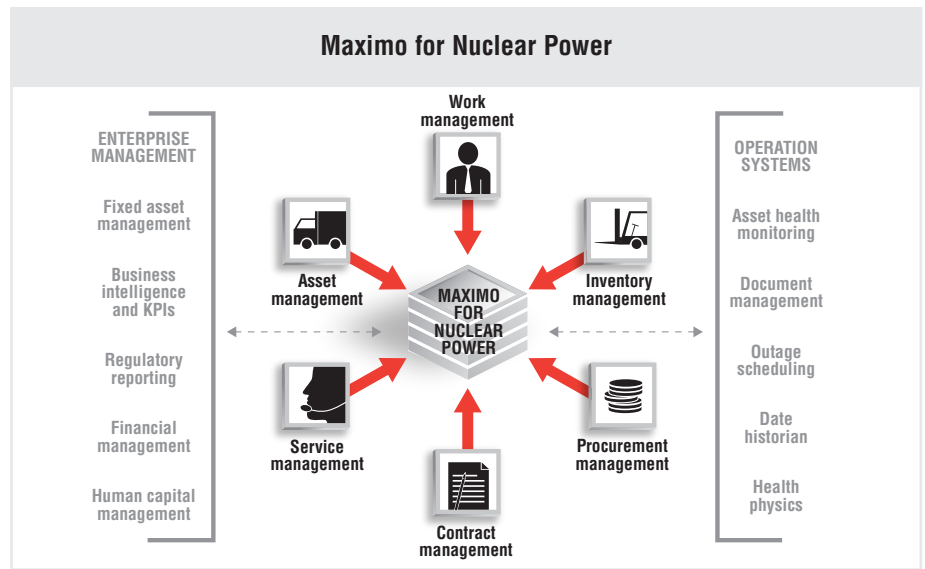 Maximo for Nuclear Power
ENTERPRISE
MANAGEMENT
Fixed asset
management
Business
intelligence
and KPIs
Regulatory
reporting
Financial
management
Human capital
management
Work
management
Asset
management
Inventory
management
MAXIMO
FOR
NUCLEAR
POWER
Service
management
Procurement
management
Contract
management
OPERATION
SYSTEMS
Asset health
monitoring
Document
management
Outage
scheduling
Date
historian
Health
physics